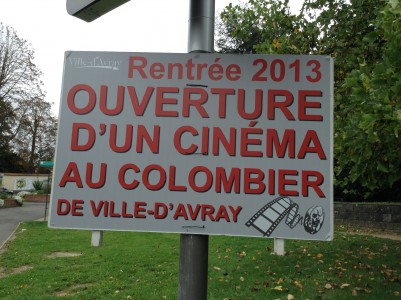 Ville d'Avray
Rentrée 2013
OUVERTURE
D'UN CINÉMA
AU COLOMBIER
DE VILLE-D'AVRAY